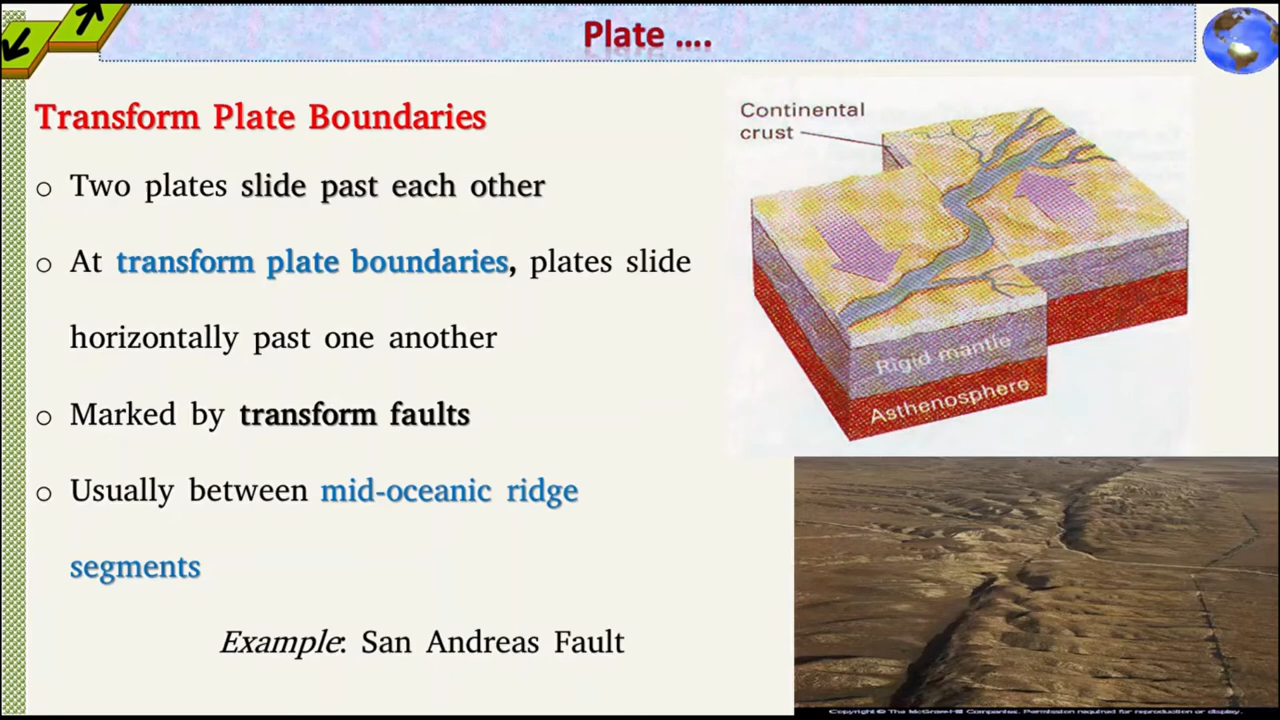 Plate ....
Transform Plate Boundaries
o Two plates slide past each other
o At transform plate boundaries, plates slide
horizontally past one another
o Marked by transform faults
o Usually between mid-oceanic ridge
segments
Example: San Andreas Fault
Continental
crust
Rigid mantle
Asthenosphere
Copyright © The McGraw-Hill Companies. Permission required for reproduction or display.